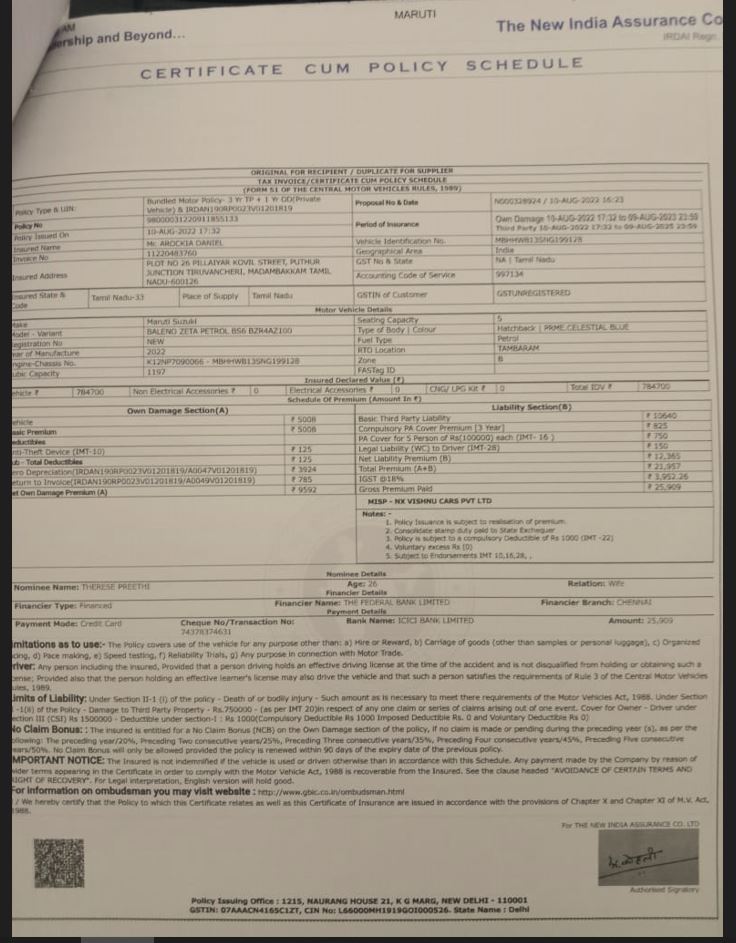 MARUTI
ership and Beyond...
The New India Assurance Co
IRDAI Regn.
CERTIFICATE CUM POLICY SCHEDULE
ORIGINAL FOR RECIPIENT / DUPLICATE FOR SUPPLIER
TAX INVOICE/CERTIFICATE CUM POLICY SCHEDULE
(FORM 51 OF THE CENTRAL MOTOR VEHICLES RULES, 1989)
Policy Type & UIN: Bundled Motor Policy- 3 Yr TP + 1 Yr OD(Private Vehicle) & IRDAN190RP0023V01201819 Proposal No & Date N000328924 / 10-AUG-2022 16:23
Policy No 98000031220911855133 Period of Insurance Own Damage 10-AUG-2022 17:32 to 09-AUG-2023 23:59
Policy Issued On 10-AUG-2022 17:32 Third Party 10-AUG-2022 17:32 to 09-AUG-2025 23:59
Insured Name Mr. AROCKIA DANIEL Vehicle Identification No. MBHHWB13SNG199128
Invoice No 11220483760 Geographical Area India
Insured Address PLOT NO 26 PILLAIYAR KOVIL STREET, PUTHUR GST No & State NA | Tamil Nadu
JUNCTION TIRUVANCHERI, MADAMBAKKAM TAMIL NADU-600126 Accounting Code of Service 997134
Insured State & Code Tamil Nadu-33 Place of Supply Tamil Nadu GSTIN of Customer GSTUNREGISTERED
Motor Vehicle Details
Make Maruti Suzuki Seating Capacity 5
Model - Variant BALENO ZETA PETROL BS6 BZR4AZ100 Type of Body | Colour Hatchback | PRME.CELESTIAL BLUE
egistration No NEW Fuel Type Petrol
ear of Manufacture 2022 RTO Location TAMBARAM
ngine-Chassis No. K12NP7090066 - MBHHWB13SNG199128 Zone B
ubic Capacity 1197 FASTag ID
Insured Declared Value (₹)
ehicle ₹ 784700 Non Electrical Accessories ₹ 0 Electrical Accessories ₹ 0 CNG/ LPG Kit ₹ 0 Total IDV ₹ 784700
Schedule Of Premium (Amount In ₹)
Own Damage Section(A) Liability Section(B)
ehicle ₹ 5008 Basic Third Party Liability ₹ 10640
asic Premium ₹ 5008 Compulsory PA Cover Premium [3 Year] ₹ 825
eductibles PA Cover for 5 Person of Rs(100000) each (IMT- 16 ) ₹ 750
nti-Theft Device (IMT-10) ₹ 125 Legal Liability (WC) to Driver (IMT-28) ₹ 150
ub - Total Deductibles ₹ 125 Net Liability Premium (B) ₹ 12,365
ero Depreciation(IRDAN190RP0023V01201819/A0047V01201819) ₹ 3924 Total Premium (A+B) ₹ 21,957
eturn to Invoice(IRDAN190RP0023V01201819/A0049V01201819) ₹ 785 IGST @18% ₹ 3,952.26
et Own Damage Premium (A) ₹ 9592 Gross Premium Paid ₹ 25,909
MISP - NX VISHNU CARS PVT LTD
Notes: -
1. Policy Issuance is subject to realisation of premium.
2. Consolidate stamp duty paid to State Exchequer
3. Policy is subject to a compulsory Deductible of Rs 1000 (IMT -22)
4. Voluntary excess Rs (0)
5. Subject to Endorsements IMT 10,16,28, ,
Nominee Details
Nominee Name: THERESE PREETHI Age: 26 Relation: Wife
Financier Details
Financier Type: Financed Financier Name: THE FEDERAL BANK LIMITED Financier Branch: CHENNAI
Payment Details
Payment Mode: Credit Card Cheque No/Transaction No: 74378374631 Bank Name: ICICI BANK LIMITED Amount: 25,909
imitations as to use:- The Policy covers use of the vehicle for any purpose other than: a) Hire or Reward, b) Carriage of goods (other than samples or personal luggage), c) Organized
cing, d) Pace making, e) Speed testing, f) Reliability Trials, g) Any purpose in connection with Motor Trade.
river: Any person including the insured, Provided that a person driving holds an effective driving license at the time of the accident and is not disqualified from holding or obtaining such a
cense; Provided also that the person holding an effective learner's license may also drive the vehicle and that such a person satisfies the requirements of Rule 3 of the Central Motor Vehicles
ules, 1989.
imits of Liability: Under Section II-1 (i) of the policy - Death of or bodily injury - Such amount as is necessary to meet there requirements of the Motor Vehicles Act, 1988. Under Section
-1(ii) of the Policy - Damage to Third Party Property - Rs.750000 - (as per IMT 20)in respect of any one claim or series of claims arising out of one event. Cover for Owner - Driver under
ection III (CSI) Rs 1500000 - Deductible under section-I : Rs 1000(Compulsory Deductible Rs 1000 Imposed Deductible Rs. 0 and Voluntary Deductible Rs 0)
No Claim Bonus: : The insured is entitled for a No Claim Bonus (NCB) on the Own Damage section of the policy, if no claim is made or pending during the preceding year (s), as per the
ollowing: The preceding year/20%, Preceding Two consecutive years/25%, Preceding Three consecutive years/35%, Preceding Four consecutive years/45%, Preceding Five consecutive
ears/50%. No Claim Bonus will only be allowed provided the policy is renewed within 90 days of the expiry date of the previous policy.
MPORTANT NOTICE: The Insured is not indemnified if the vehicle is used or driven otherwise than in accordance with this Schedule. Any payment made by the Company by reason of
wider terms appearing in the Certificate in order to comply with the Motor Vehicle Act, 1988 is recoverable from the Insured. See the clause headed "AVOIDANCE OF CERTAIN TERMS AND
IGHT OF RECOVERY". For Legal interpretation, English version will hold good.
For information on ombudsman you may visit website : http://www.gbic.co.in/ombudsman.html
/ We hereby certify that the Policy to which this Certificate relates as well as this Certificate of Insurance are issued in accordance with the provisions of Chapter X and Chapter XI of M.V. Act,
1988.
For THE NEW INDIA ASSURANCE CO. LTD
Authorised Signatory
Policy Issuing Office : 1215, NAURANG HOUSE 21, K G MARG, NEW DELHI - 110001
GSTIN: 07AAACN4165C1ZT, CIN No: L66000MH1919GOI000526. State Name : Delhi